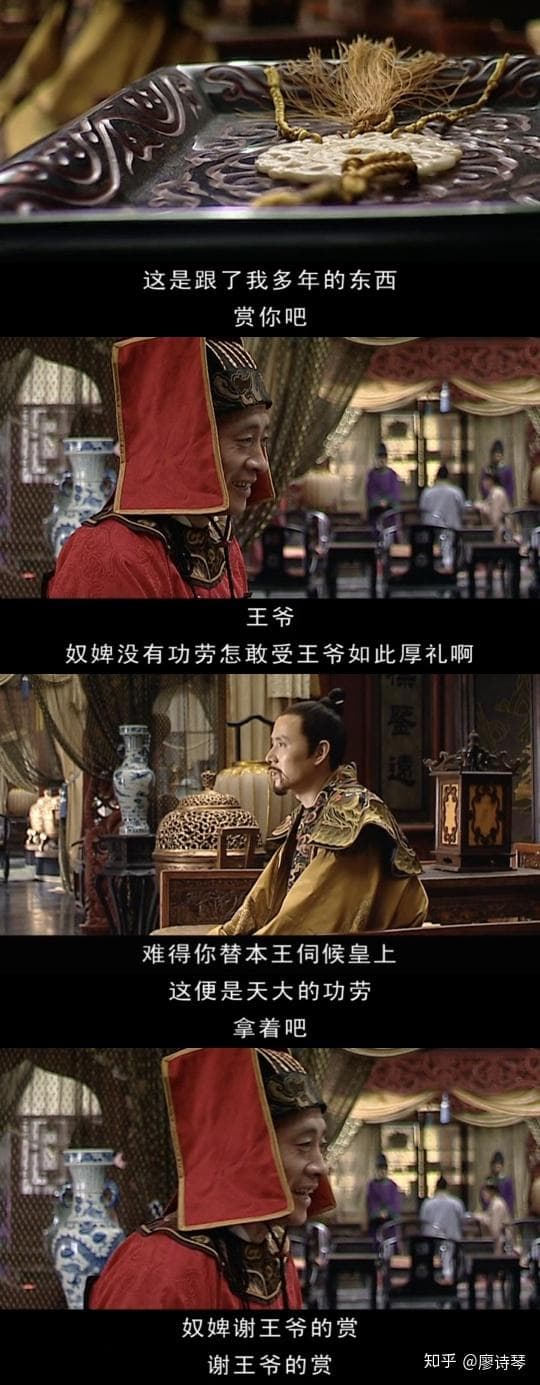 这是跟了我多年的东西
赏你吧
王爷
奴婢没有功劳怎敢受王爷如此厚礼啊
难得你替本王伺候皇上
这便是天大的功劳
拿着吧
奴婢谢王爷的赏
谢王爷的赏
知乎 @廖诗琴